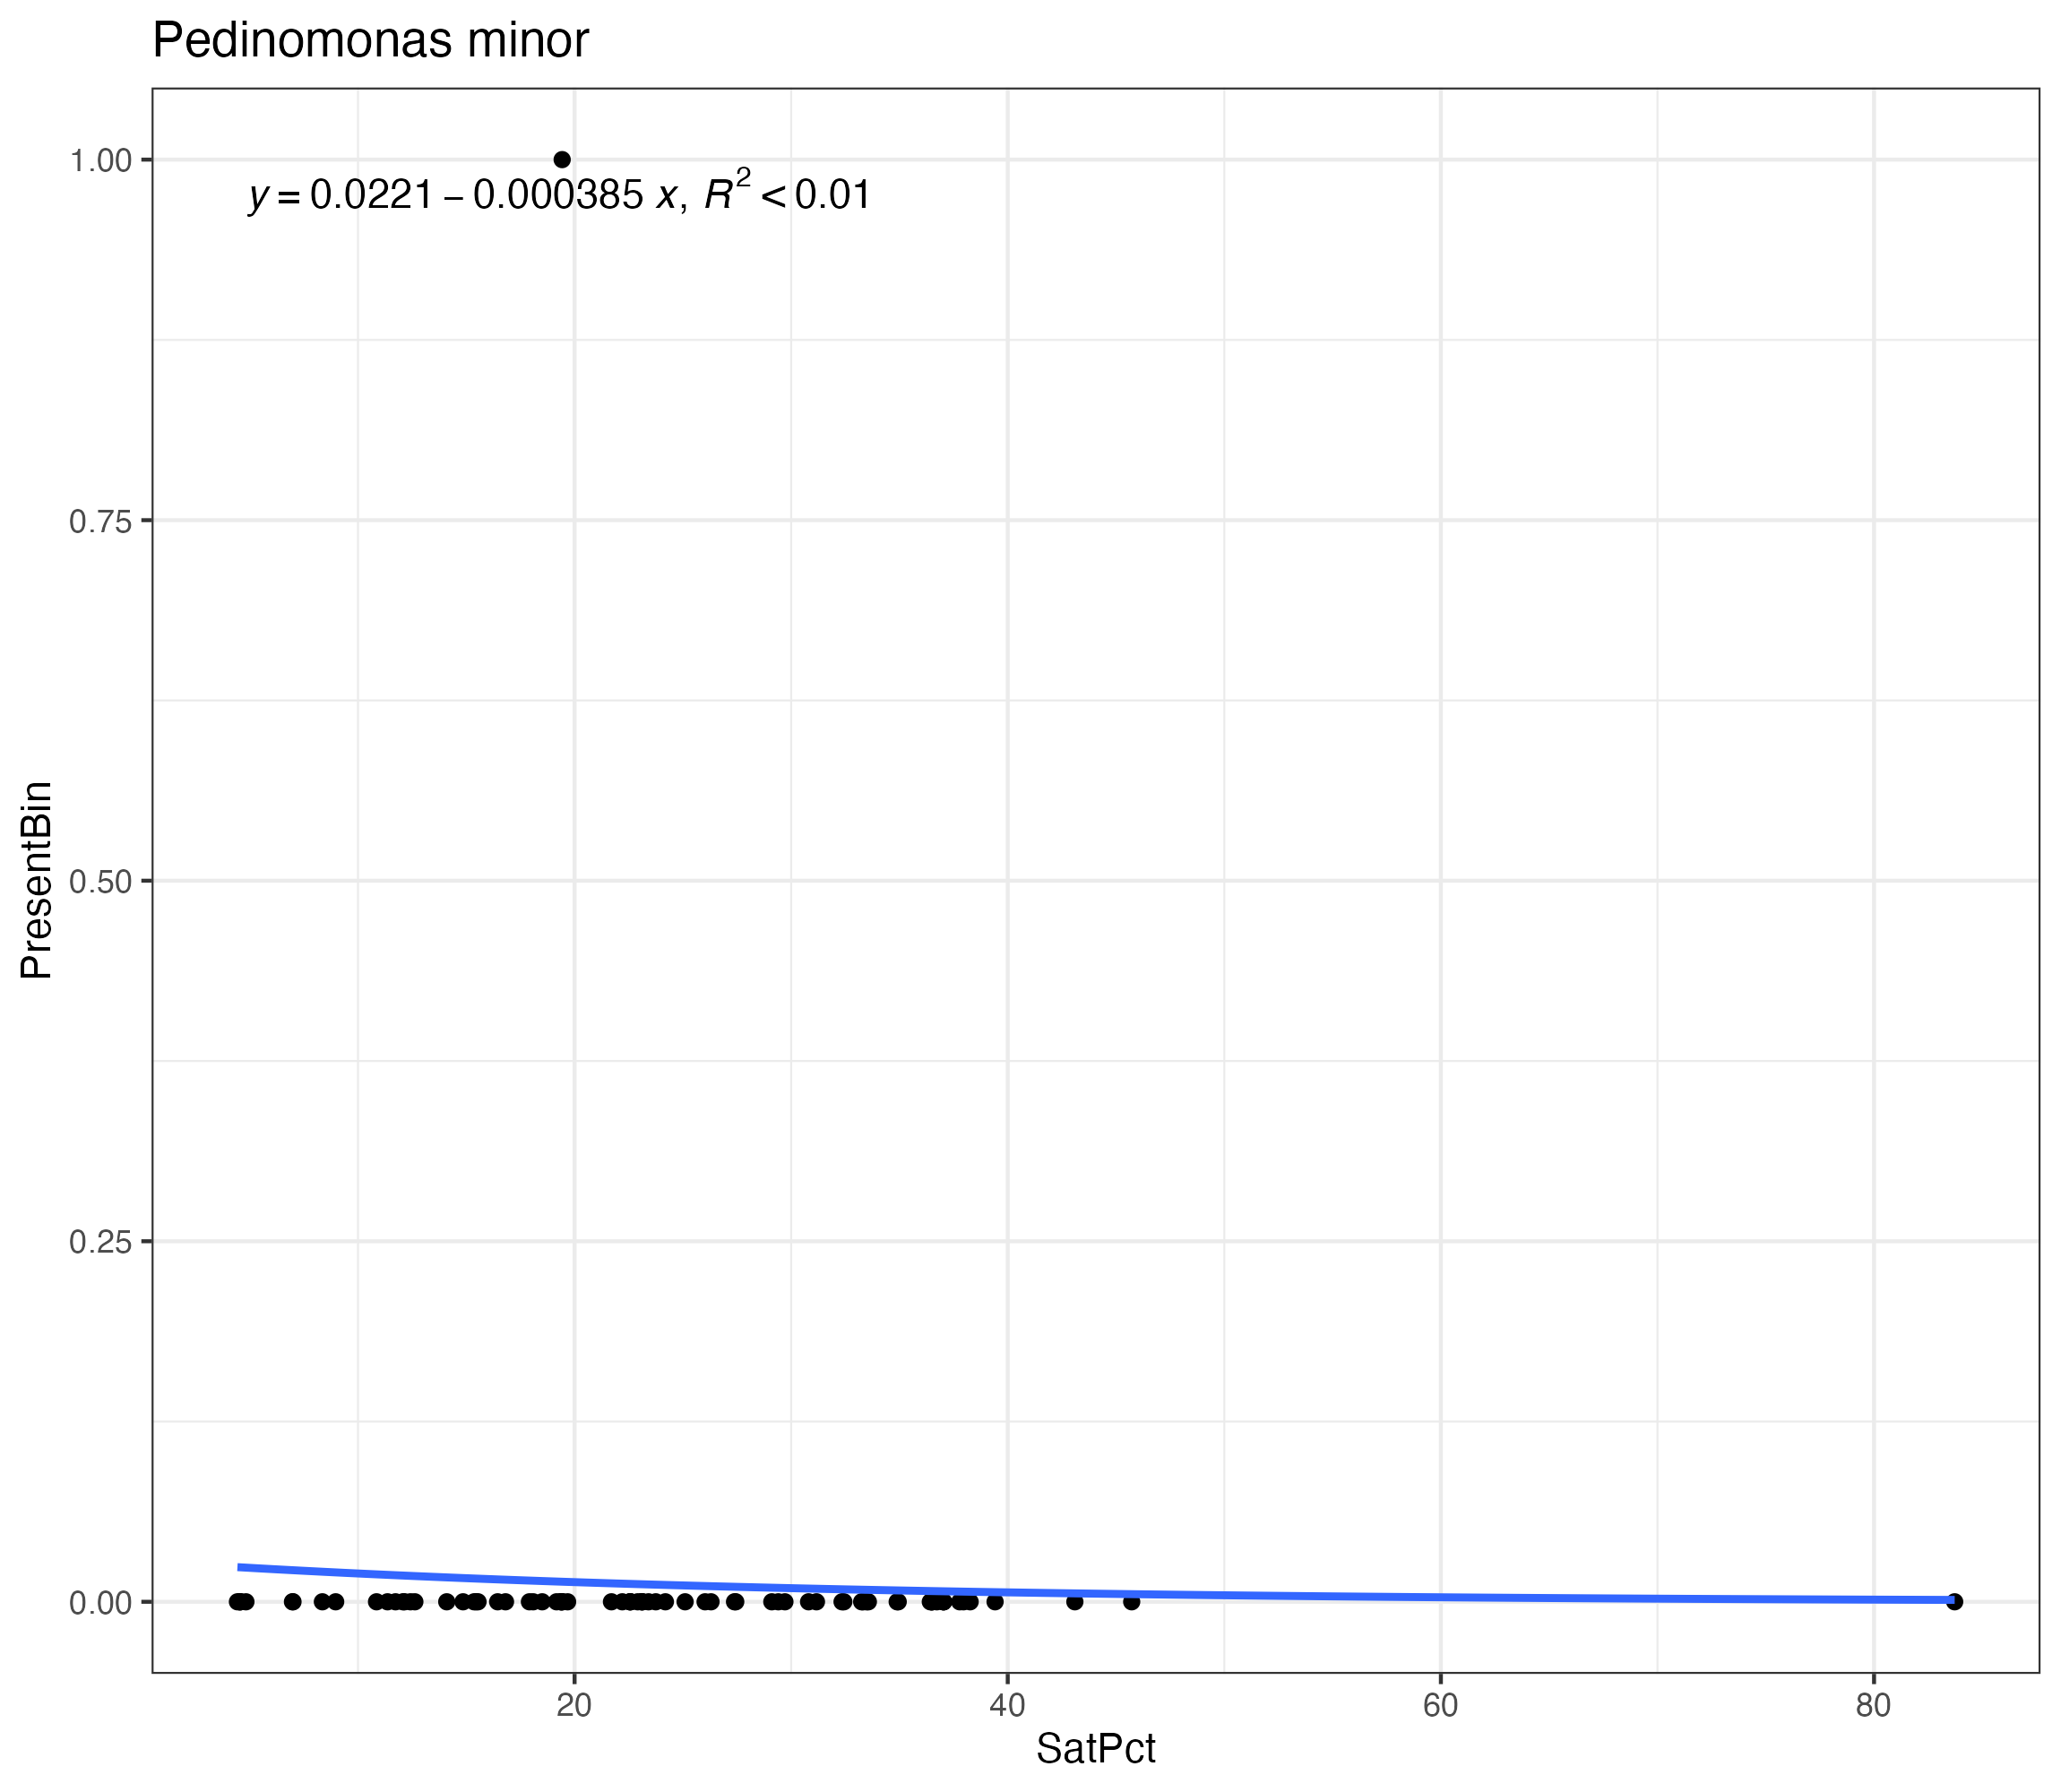 Pedinomonas minor
1.00
y = 0.0221 − 0.000385 x, R² < 0.01
0.75
PresentBin
0.50
0.25
0.00
20 40 60 80
SatPct